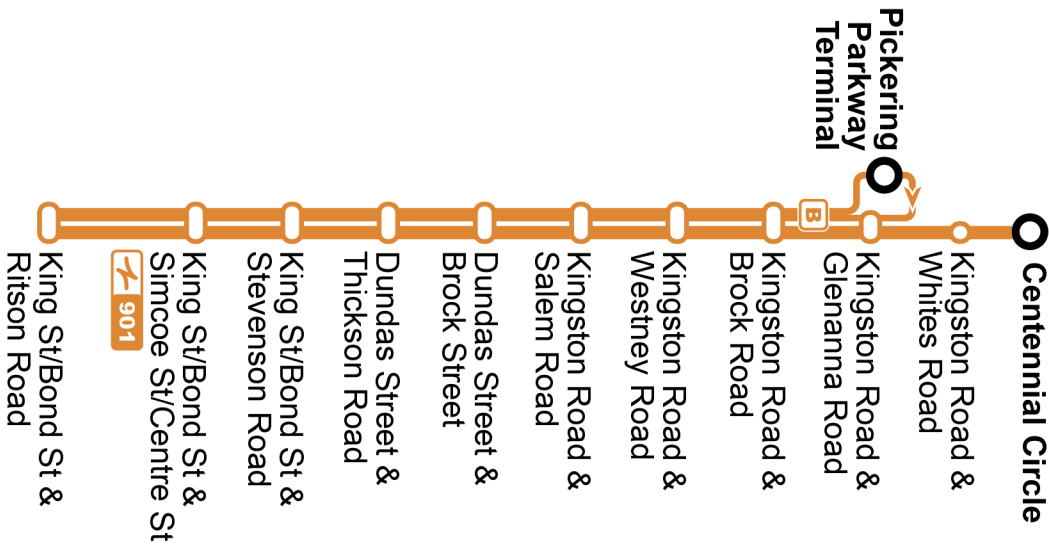 Centennial Circle
Pickering
Parkway
Terminal
Kingston Road &
Whites Road
Kingston Road &
Glenanna Road
B
Kingston Road &
Brock Road
Kingston Road &
Westney Road
Kingston Road &
Salem Road
Dundas Street &
Brock Street
Dundas Street &
Thickson Road
King St/Bond St &
Stevenson Road
King St/Bond St &
Simcoe St/Centre St
901
King St/Bond St &
Ritson Road